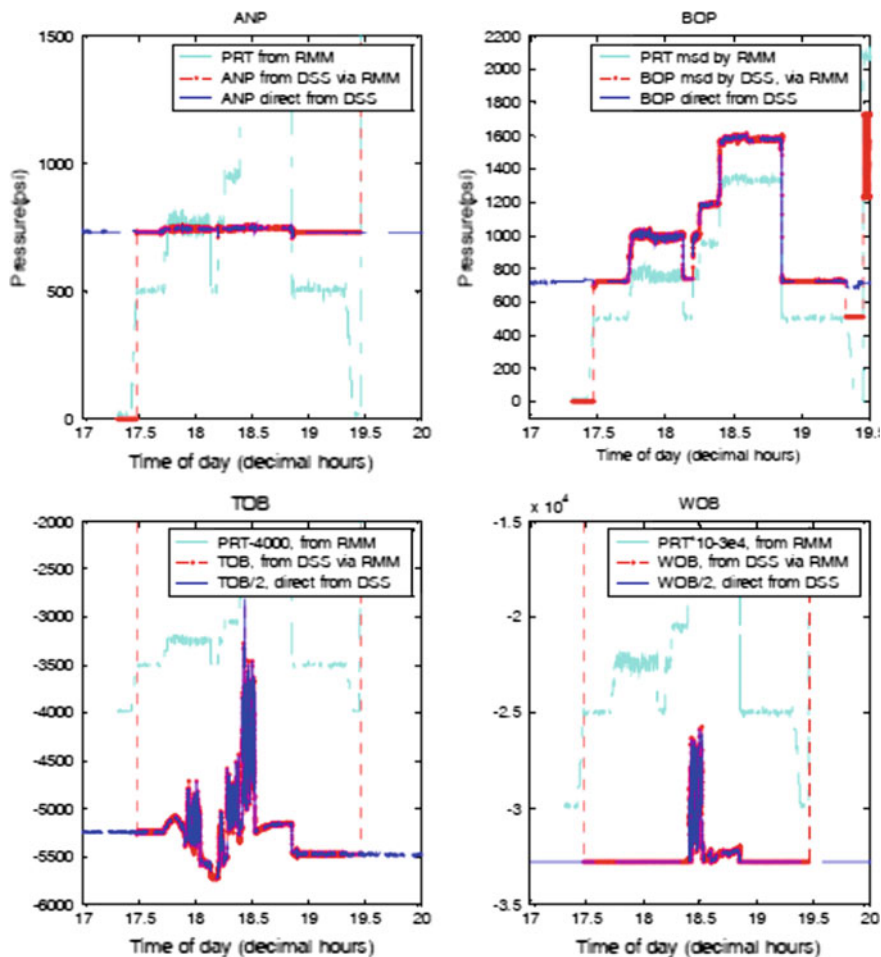 ANP
1500
1000
500
0
Pressure(psi)
PRT from RMM
ANP from DSS via RMM
ANP direct from DSS
17 17.5 18 18.5 19 19.5 20
Time of day (decimal hours)
BOP
2200
2000
1800
1600
1400
1200
1000
800
600
400
200
0
Pressure(psi)
PRT msd by RMM
BOP msd by DSS, via RMM
BOP direct from DSS
17 17.5 18 18.5 19 19.5
Time of day (decimal hours)
TOB
-2000
-2500
-3000
-3500
-4000
-4500
-5000
-5500
-6000
PRT-4000, from RMM
TOB, from DSS via RMM
TOB/2, direct from DSS
17 17.5 18 18.5 19 19.5 20
Time of day (decimal hours)
WOB
x 10⁴
-1.5
-2
-2.5
-3
-3.5
PRT*10-3e4, from RMM
WOB, from DSS via RMM
WOB/2, direct from DSS
17 17.5 18 18.5 19 19.5 20
Time of day (decimal hours)